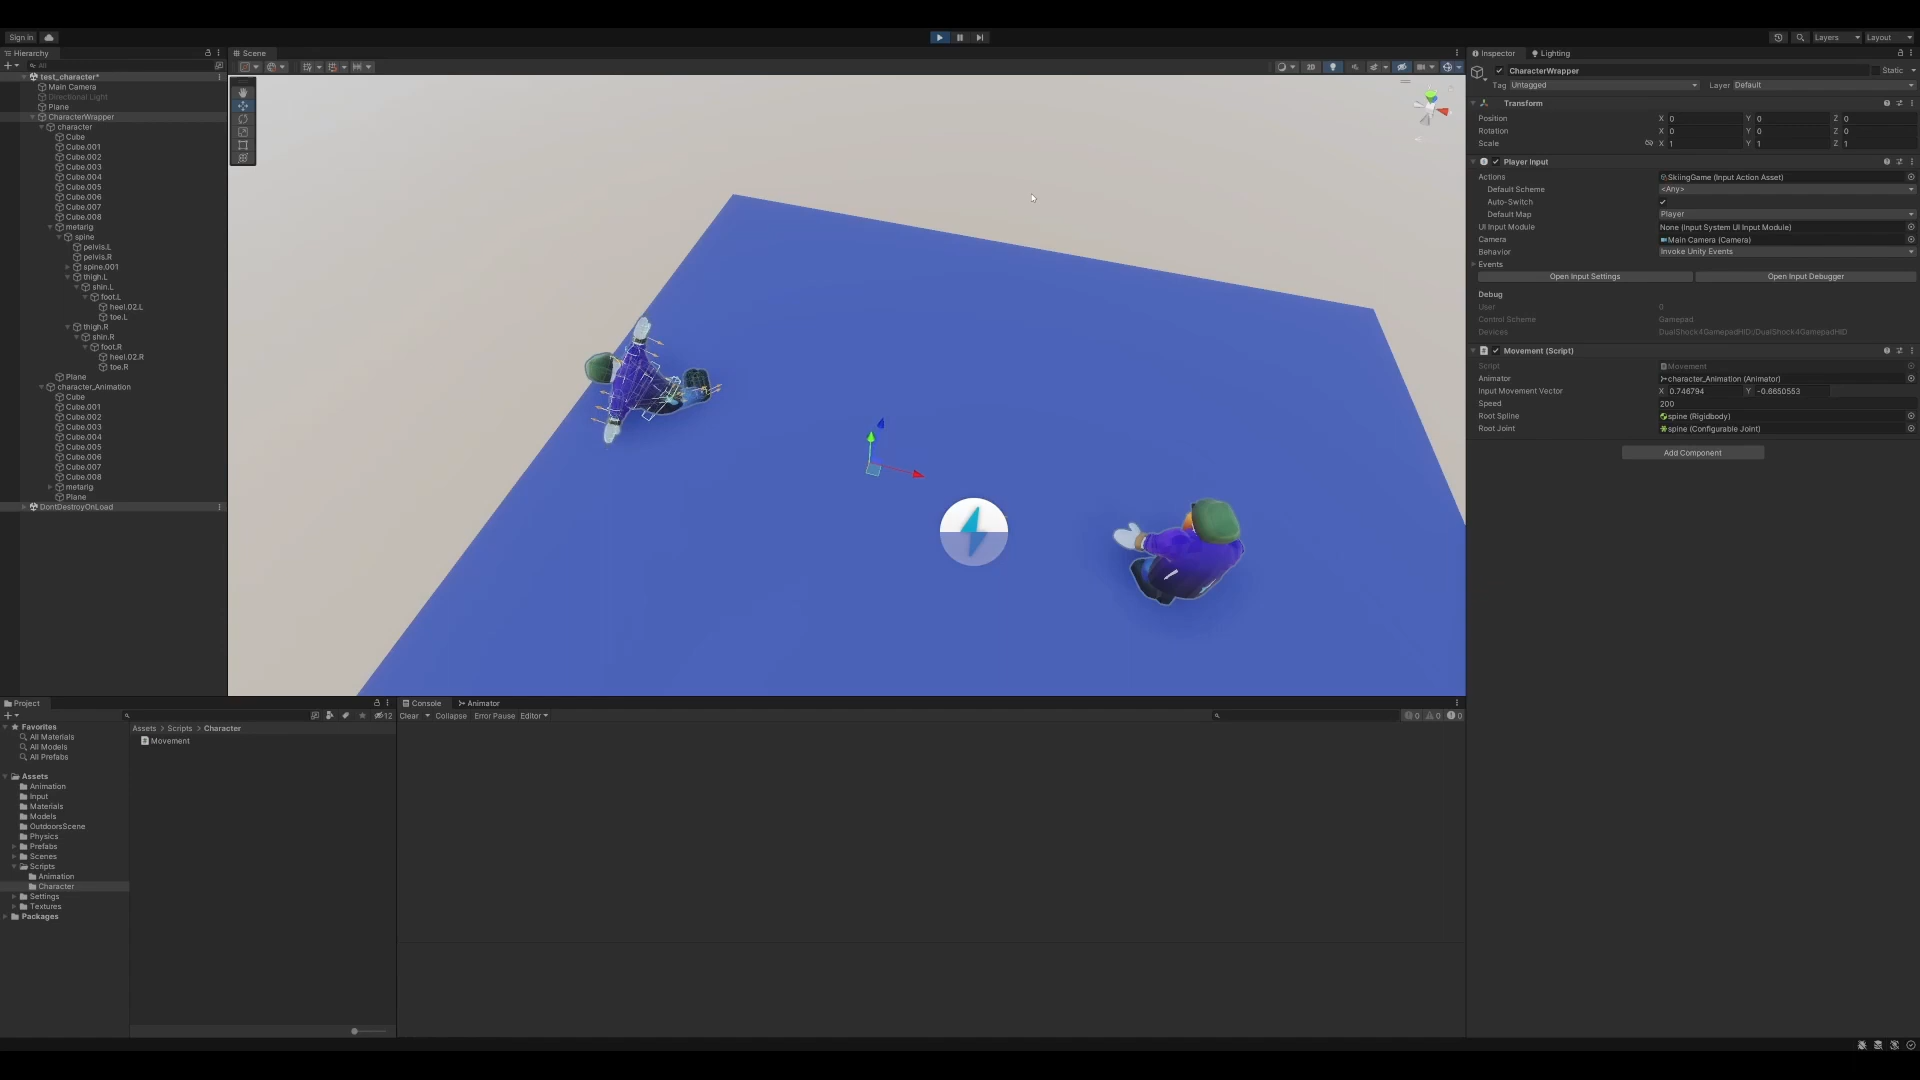 Sign in
Layers
Layout
Hierarchy
All
test_character*
Main Camera
Directional Light
Plane
CharacterWrapper
character
Cube
Cube.001
Cube.002
Cube.003
Cube.004
Cube.005
Cube.006
Cube.007
Cube.008
metarig
spine
pelvis.L
pelvis.R
spine.001
thigh.L
shin.L
foot.L
heel.02.L
toe.L
thigh.R
shin.R
foot.R
heel.02.R
toe.R
Plane
character_Animation
Cube
Cube.001
Cube.002
Cube.003
Cube.004
Cube.005
Cube.006
Cube.007
Cube.008
metarig
Plane
DontDestroyOnLoad
Scene
2D
Inspector
Lighting
CharacterWrapper
Static
Tag Untagged
Layer Default
Transform
Position X 0 Y 0 Z 0
Rotation X 0 Y 0 Z 0
Scale X 1 Y 1 Z 1
Player Input
Actions SkiingGame (Input Action Asset)
Default Scheme <Any>
Auto-Switch
Default Map Player
UI Input Module None (Input System UI Input Module)
Camera Main Camera (Camera)
Behavior Invoke Unity Events
Events
Open Input Settings Open Input Debugger
Debug
User 0
Control Scheme Gamepad
Devices DualShock4GamepadHID:/DualShock4GamepadHID
Movement (Script)
Script Movement
Animator character_Animation (Animator)
Input Movement Vector X 0.746794 Y -0.6650553
Speed 200
Root Spline spine (Rigidbody)
Root Joint spine (Configurable Joint)
Add Component
Project
12
Favorites
All Materials
All Models
All Prefabs
Assets
Animation
Input
Materials
Models
OutdoorsScene
Physics
Prefabs
Scenes
Scripts
Animation
Character
Settings
Textures
Packages
Assets > Scripts > Character
Movement
Console
Animator
Clear Collapse Error Pause Editor
0 0 0